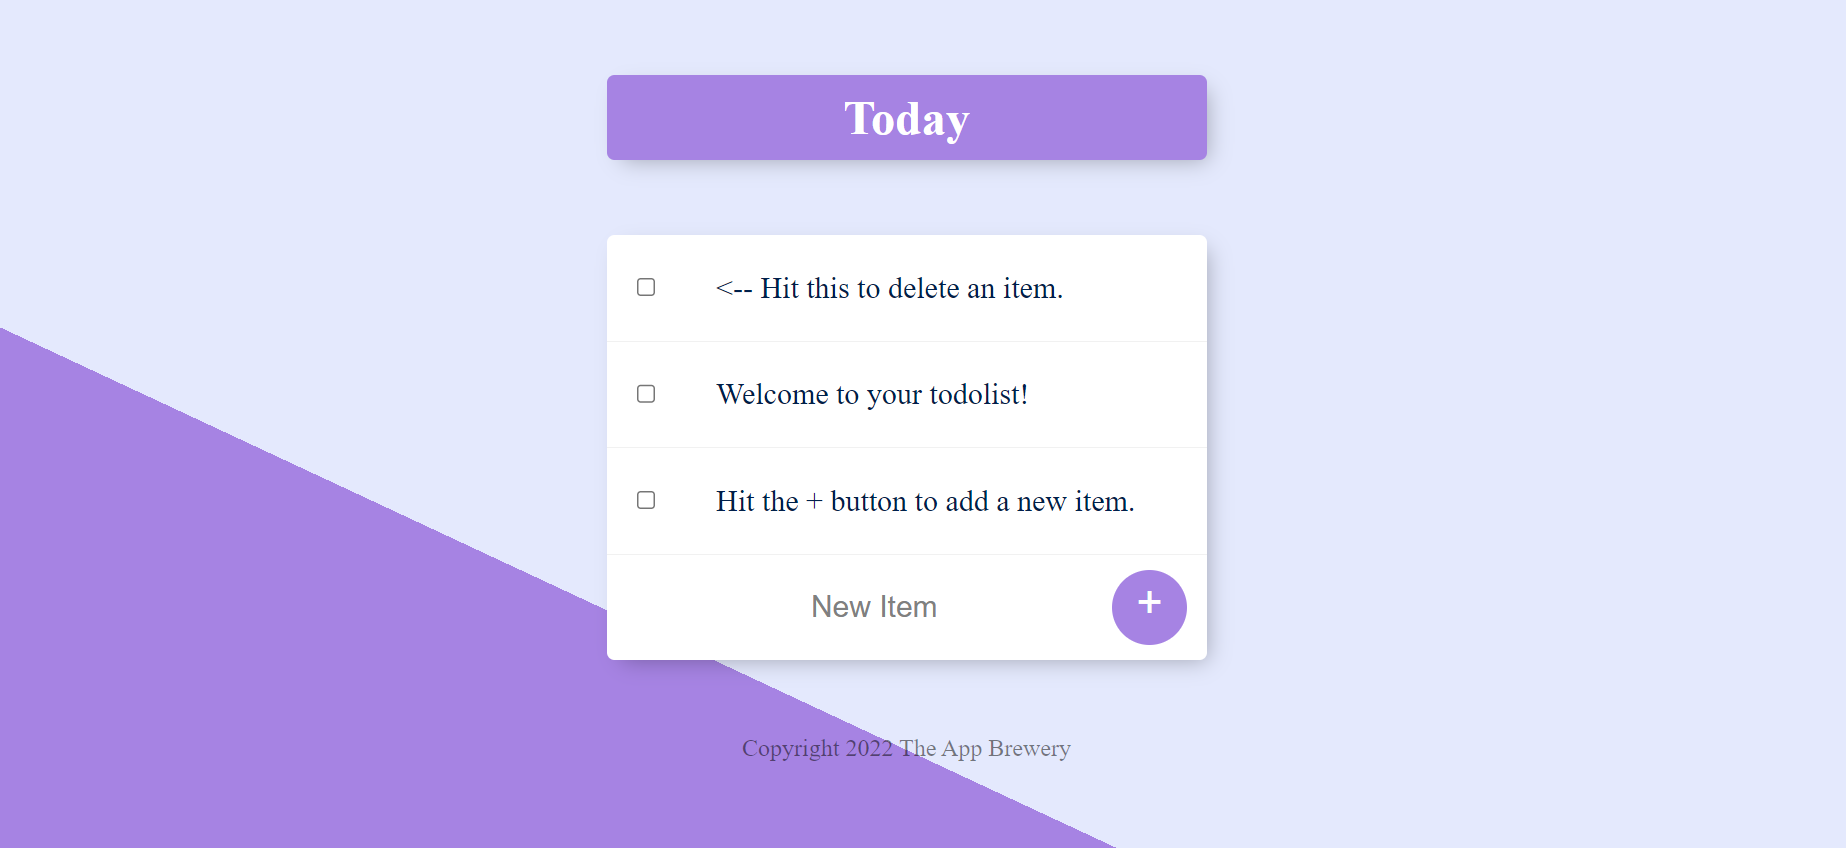 Today
<-- Hit this to delete an item.
Welcome to your todolist!
Hit the + button to add a new item.
New Item
+
Copyright 2022 The App Brewery